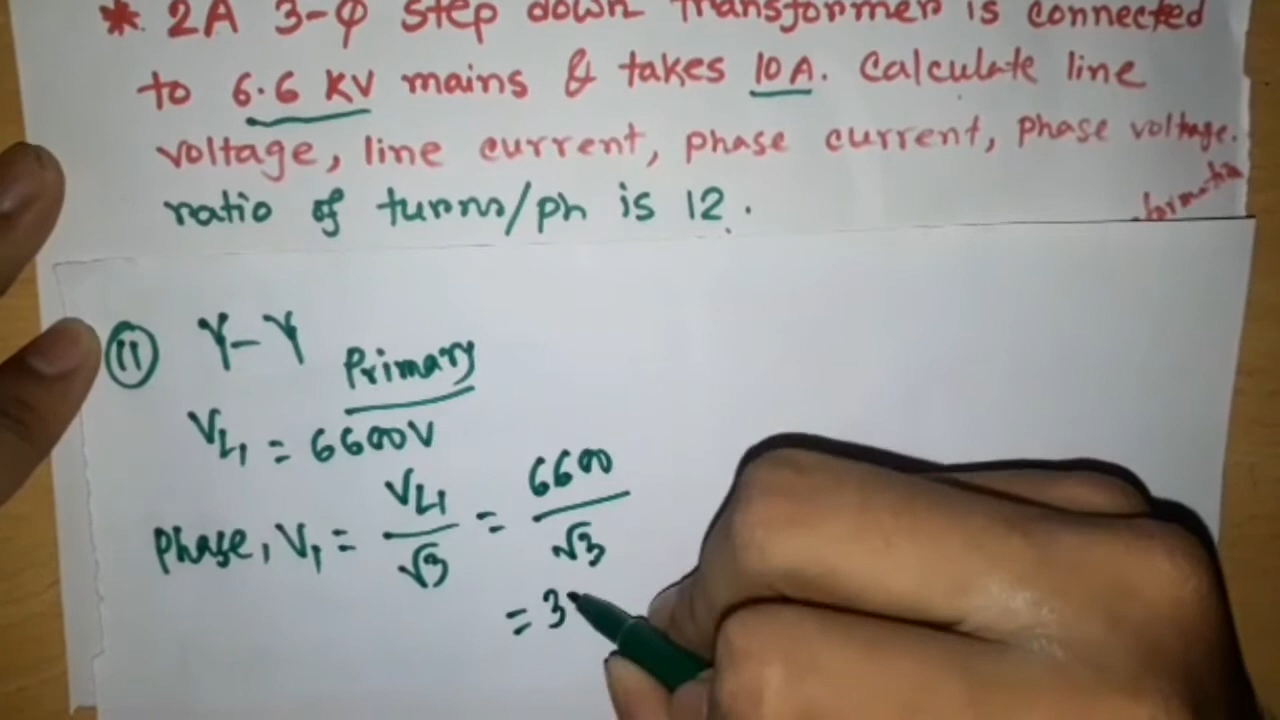 * 2A 3-φ step down transformer is connected
to 6.6 KV mains & takes 10A. Calculate line
voltage, line current, phase current, phase voltage.
ratio of turns/ph is 12.
(11) Y-Y Primary
VL1 = 6600V
Phase, V1 = VL1/√3 = 6600/√3
= 3